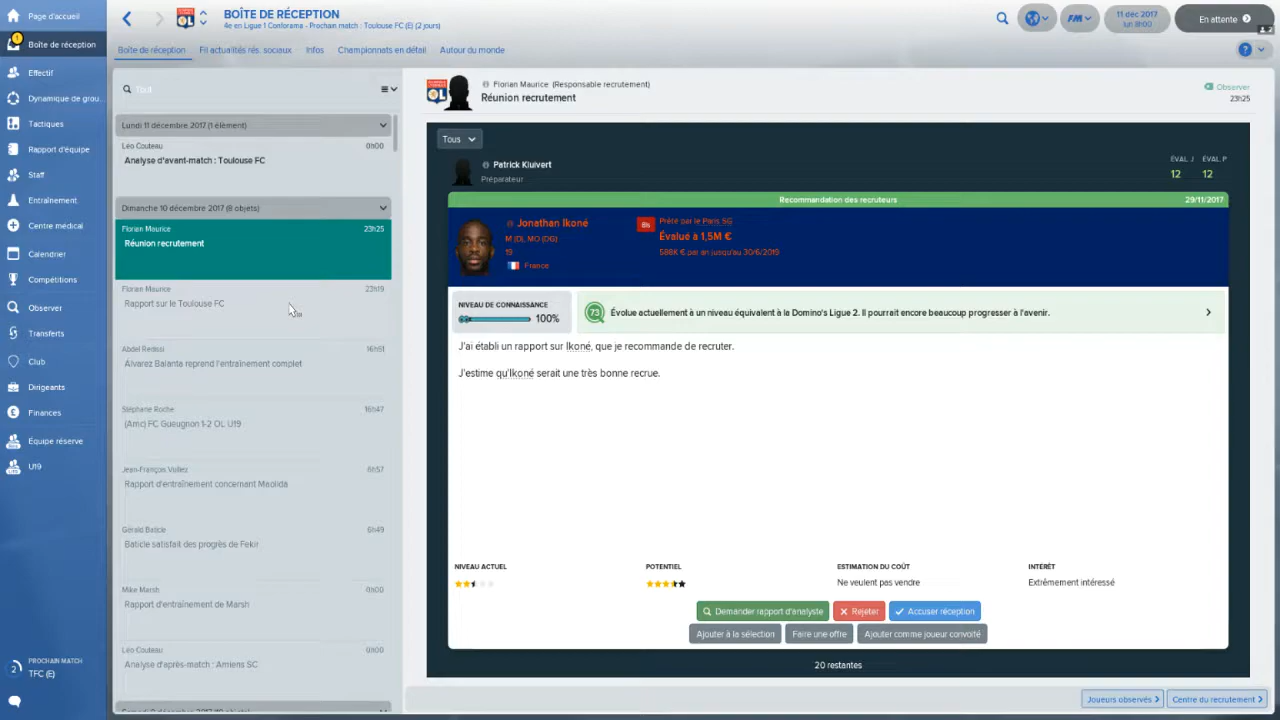 Page d'accueil
Boîte de réception
Effectif
Dynamique de grou...
Tactiques
Rapport d'équipe
Staff
Entraînement
Centre médical
Calendrier
Compétitions
Observer
Transferts
Club
Dirigeants
Finances
Équipe réserve
U19
PROCHAIN MATCH
2 TFC (E)
BOÎTE DE RÉCEPTION
4e en Ligue 1 Conforama - Prochain match : Toulouse FC (E) (2 jours)
FM
11 déc 2017
lun 8h00
En attente
2
Boîte de réception Fil actualités rés. sociaux Infos Championnats en détail Autour du monde
?
Tout
Lundi 11 décembre 2017 (1 élément)
Léo Couteau 0h00
Analyse d'avant-match : Toulouse FC
Dimanche 10 décembre 2017 (8 objets)
Florian Maurice 23h25
Réunion recrutement
Florian Maurice 23h19
Rapport sur le Toulouse FC
Abdel Redissi 16h51
Álvarez Balanta reprend l'entraînement complet
Stéphane Roche 16h47
(Amc) FC Gueugnon 1-2 OL U19
Jean-François Vulliez 8h57
Rapport d'entraînement concernant Maolida
Gérald Baticle 6h49
Baticle satisfait des progrès de Fekir
Mike Marsh 0h00
Rapport d'entraînement de Marsh
Léo Couteau 0h00
Analyse d'après-match : Amiens SC
OL
Florian Maurice (Responsable recrutement)
Réunion recrutement
Observer
23h25
Tous
Patrick Kluivert
Préparateur
ÉVAL. J ÉVAL. P
12 12
Recommandation des recruteurs 29/11/2017
Jonathan Ikoné
M (D), MO (DG)
19
France
Prêté par le Paris SG
Évalué à 1,5M €
588K € par an jusqu'au 30/6/2019
NIVEAU DE CONNAISSANCE
100%
73 Évolue actuellement à un niveau équivalent à la Domino's Ligue 2. Il pourrait encore beaucoup progresser à l'avenir.
J'ai établi un rapport sur Ikoné, que je recommande de recruter.
J'estime qu'Ikoné serait une très bonne recrue.
NIVEAU ACTUEL POTENTIEL ESTIMATION DU COÛT INTÉRÊT
Ne veulent pas vendre Extrêmement intéressé
Demander rapport d'analyste Rejeter Accuser réception
Ajouter à la sélection Faire une offre Ajouter comme joueur convoité
20 restantes
Joueurs observés Centre du recrutement